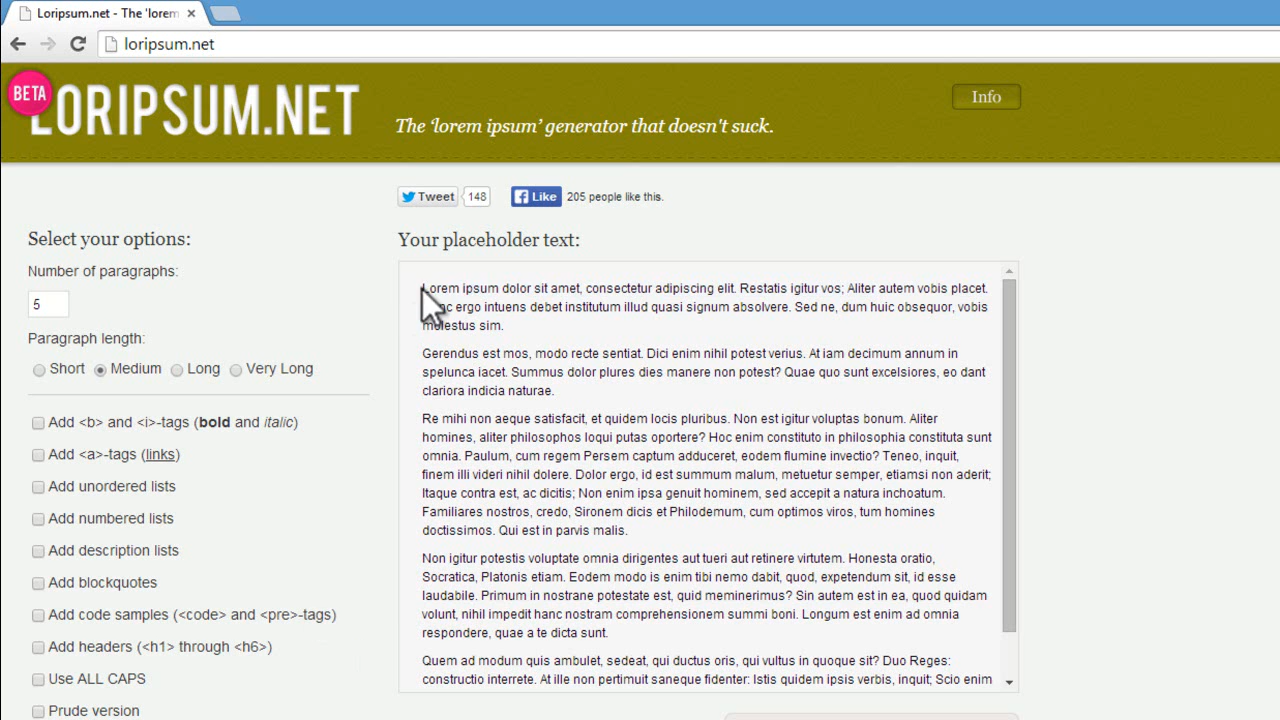 Loripsum.net - The 'lorem
loripsum.net
BETA
LORIPSUM.NET
The 'lorem ipsum' generator that doesn't suck.
Info
Tweet 148 Like 205 people like this.
Select your options:
Number of paragraphs:
5
Paragraph length:
Short Medium Long Very Long
Add <b> and <i>-tags (bold and italic)
Add <a>-tags (links)
Add unordered lists
Add numbered lists
Add description lists
Add blockquotes
Add code samples (<code> and <pre>-tags)
Add headers (<h1> through <h6>)
Use ALL CAPS
Prude version
Your placeholder text:
Lorem ipsum dolor sit amet, consectetur adipiscing elit. Restatis igitur vos; Aliter autem vobis placet.
ergo intuens debet institutum illud quasi signum absolvere. Sed ne, dum huic obsequor, vobis
molestus sim.
Gerendus est mos, modo recte sentiat. Dici enim nihil potest verius. At iam decimum annum in
spelunca iacet. Summus dolor plures dies manere non potest? Quae quo sunt excelsiores, eo dant
clariora indicia naturae.
Re mihi non aeque satisfacit, et quidem locis pluribus. Non est igitur voluptas bonum. Aliter
homines, aliter philosophos loqui putas oportere? Hoc enim constituto in philosophia constituta sunt
omnia. Paulum, cum regem Persem captum adduceret, eodem flumine invectio? Teneo, inquit,
finem illi videri nihil dolere. Dolor ergo, id est summum malum, metuetur semper, etiamsi non aderit;
Itaque contra est, ac dicitis; Non enim ipsa genuit hominem, sed accepit a natura inchoatum.
Familiares nostros, credo, Sironem dicis et Philodemum, cum optimos viros, tum homines
doctissimos. Qui est in parvis malis.
Non igitur potestis voluptate omnia dirigentes aut tueri aut retinere virtutem. Honesta oratio,
Socratica, Platonis etiam. Eodem modo is enim tibi nemo dabit, quod, expetendum sit, id esse
laudabile. Primum in nostrane potestate est, quid meminerimus? Sin autem est in ea, quod quidam
volunt, nihil impedit hanc nostram comprehensionem summi boni. Longum est enim ad omnia
respondere, quae a te dicta sunt.
Quem ad modum quis ambulet, sedeat, qui ductus oris, qui vultus in quoque sit? Duo Reges:
constructio interrete. At ille non pertimuit saneque fidenter: Istis quidem ipsis verbis, inquit; Scio enim